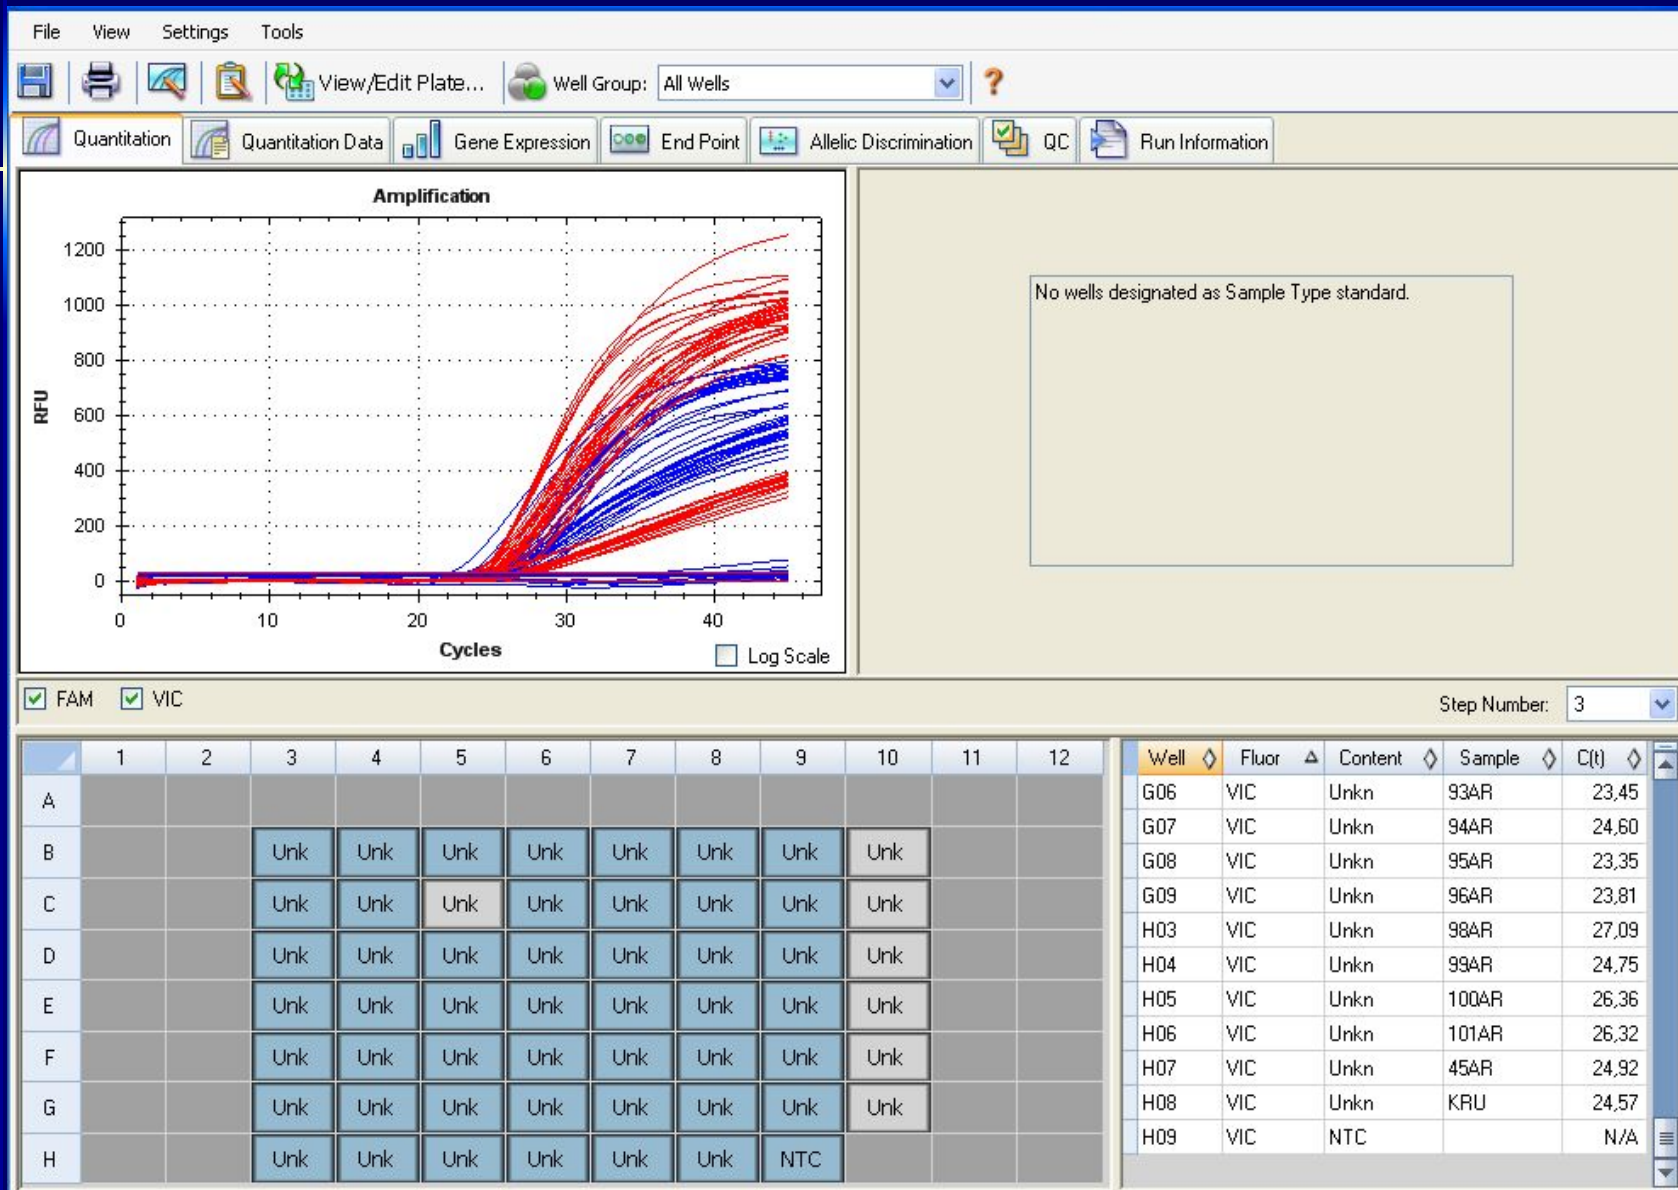 File View Settings Tools
View/Edit Plate... Well Group: All Wells ?
Quantitation Quantitation Data Gene Expression End Point Allelic Discrimination QC Run Information
Amplification
1200
1000
800
600
400
200
0
RFU
0 10 20 30 40
Cycles
Log Scale
No wells designated as Sample Type standard.
FAM VIC
Step Number: 3
1 2 3 4 5 6 7 8 9 10 11 12
A
B Unk Unk Unk Unk Unk Unk Unk Unk
C Unk Unk Unk Unk Unk Unk Unk Unk
D Unk Unk Unk Unk Unk Unk Unk Unk
E Unk Unk Unk Unk Unk Unk Unk Unk
F Unk Unk Unk Unk Unk Unk Unk Unk
G Unk Unk Unk Unk Unk Unk Unk Unk
H Unk Unk Unk Unk Unk Unk NTC
Well Fluor Content Sample C(t)
G06 VIC Unkn 93AR 23,45
G07 VIC Unkn 94AR 24,60
G08 VIC Unkn 95AR 23,35
G09 VIC Unkn 96AR 23,81
H03 VIC Unkn 98AR 27,09
H04 VIC Unkn 99AR 24,75
H05 VIC Unkn 100AR 26,36
H06 VIC Unkn 101AR 26,32
H07 VIC Unkn 45AR 24,92
H08 VIC Unkn KRU 24,57
H09 VIC NTC N/A